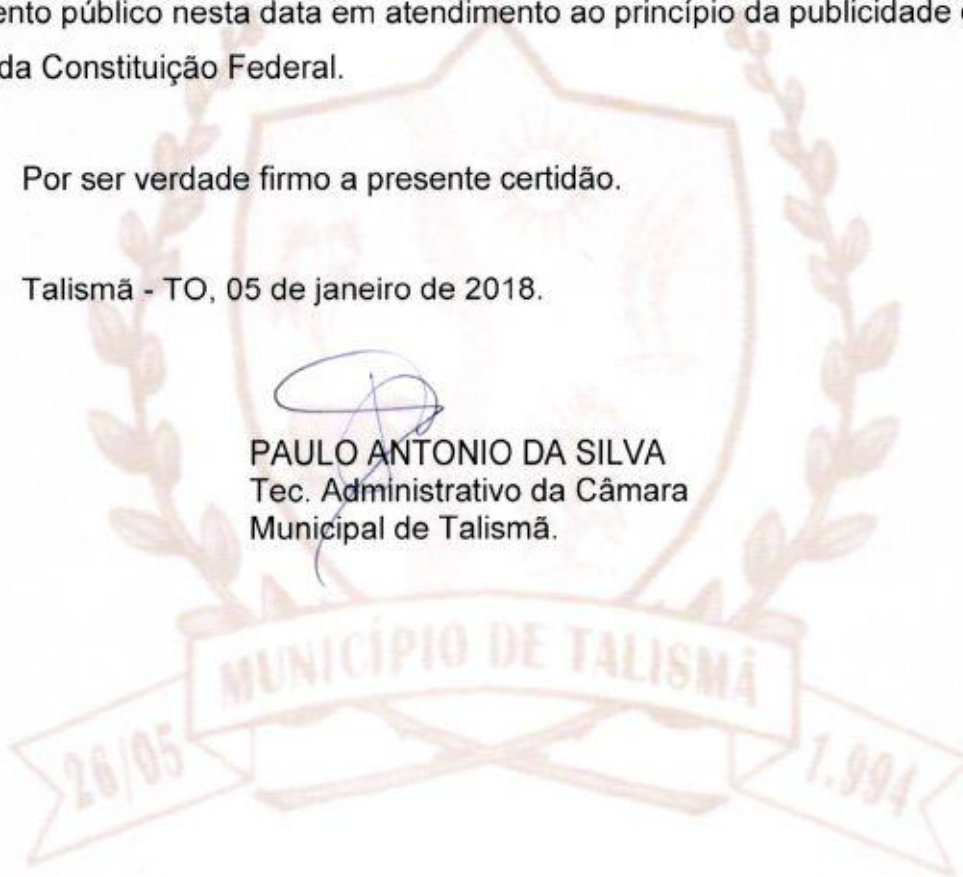 ento público nesta data em atendimento ao princípio da publicidade
da Constituição Federal.
Por ser verdade firmo a presente certidão.
Talismã - TO, 05 de janeiro de 2018.
PAULO ANTONIO DA SILVA
Tec. Administrativo da Câmara
Municipal de Talismã.
MUNICÍPIO DE TALISMÃ
26/05
1.994